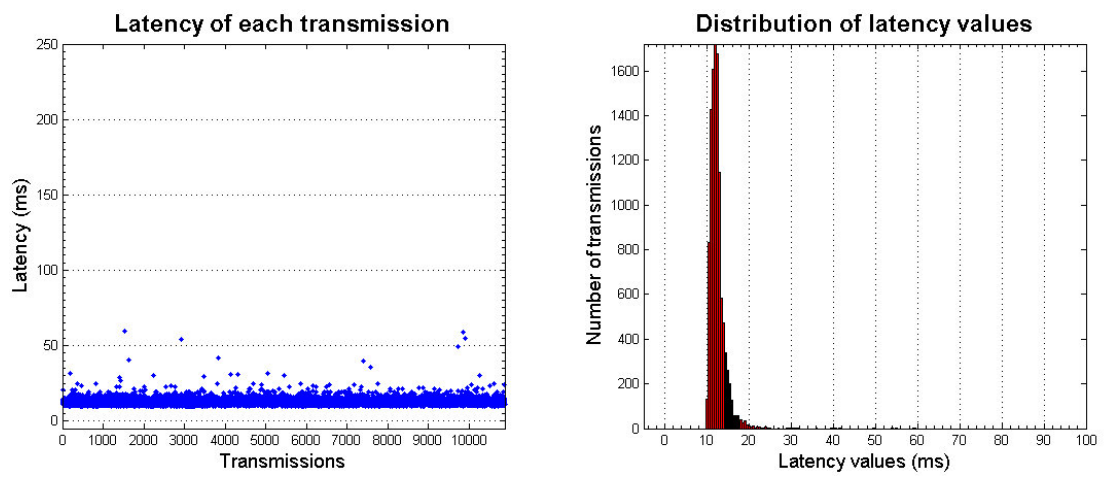 Latency of each transmission
250
200
150
100
50
0
Latency (ms)
0 1000 2000 3000 4000 5000 6000 7000 8000 9000 10000
Transmissions
Distribution of latency values
1600
1400
1200
1000
800
600
400
200
0
Number of transmissions
0 10 20 30 40 50 60 70 80 90 100
Latency values (ms)